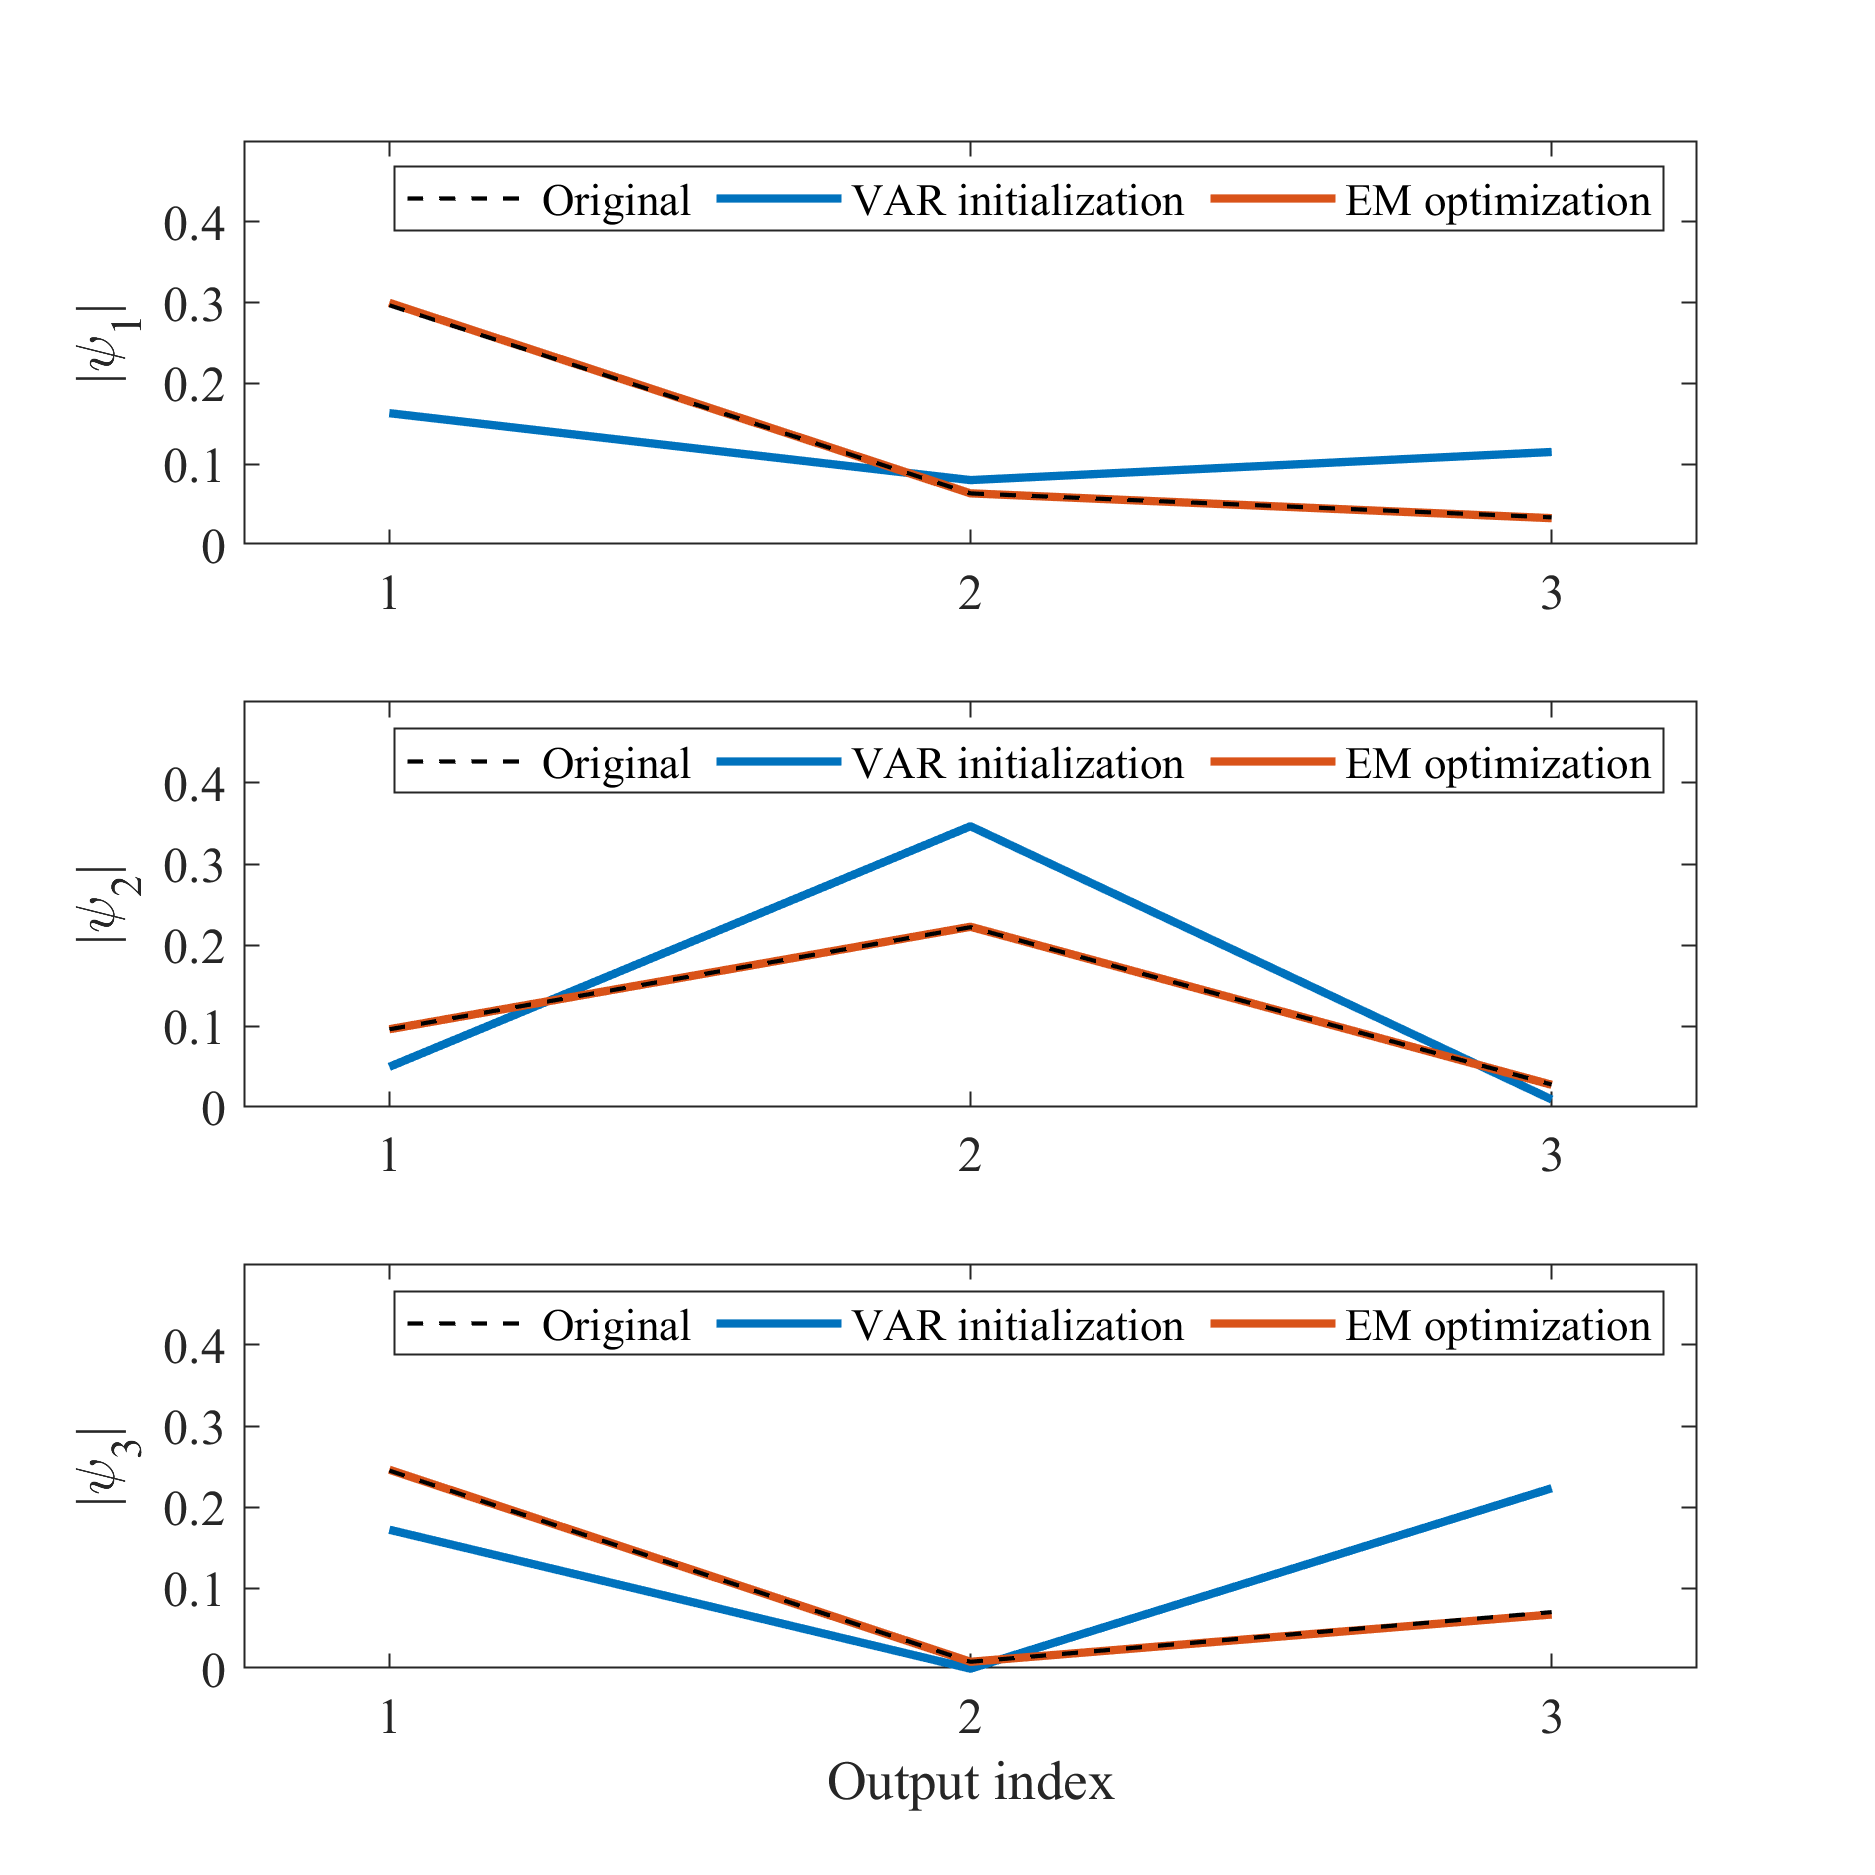 Original VAR initialization EM optimization
0.4
0.3
0.2
0.1
0
|ψ1|
1 2 3
Original VAR initialization EM optimization
0.4
0.3
0.2
0.1
0
|ψ2|
1 2 3
Original VAR initialization EM optimization
0.4
0.3
0.2
0.1
0
|ψ3|
1 2 3
Output index